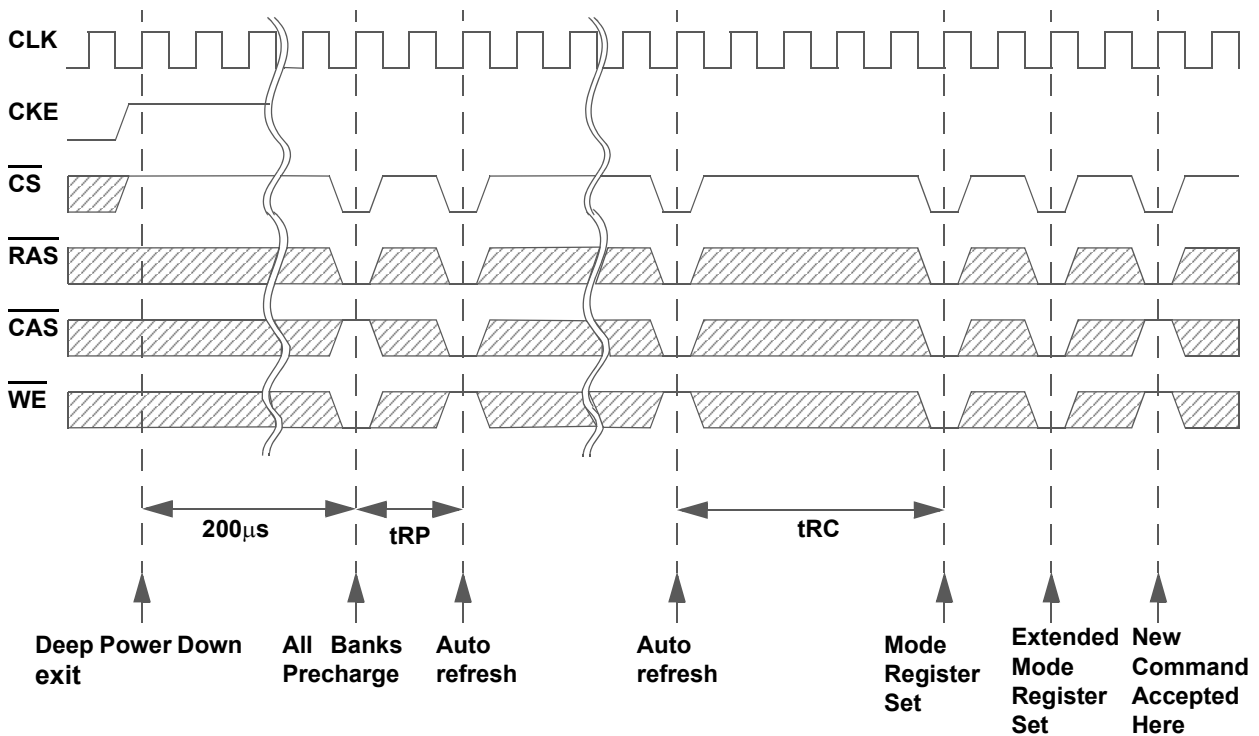 CLK
CKE
CS
RAS
CAS
WE
200μs
tRP
tRC
Deep Power Down
exit
All Banks
Precharge
Auto
refresh
Auto
refresh
Mode
Register
Set
Extended
Mode
Register
Set
New
Command
Accepted
Here